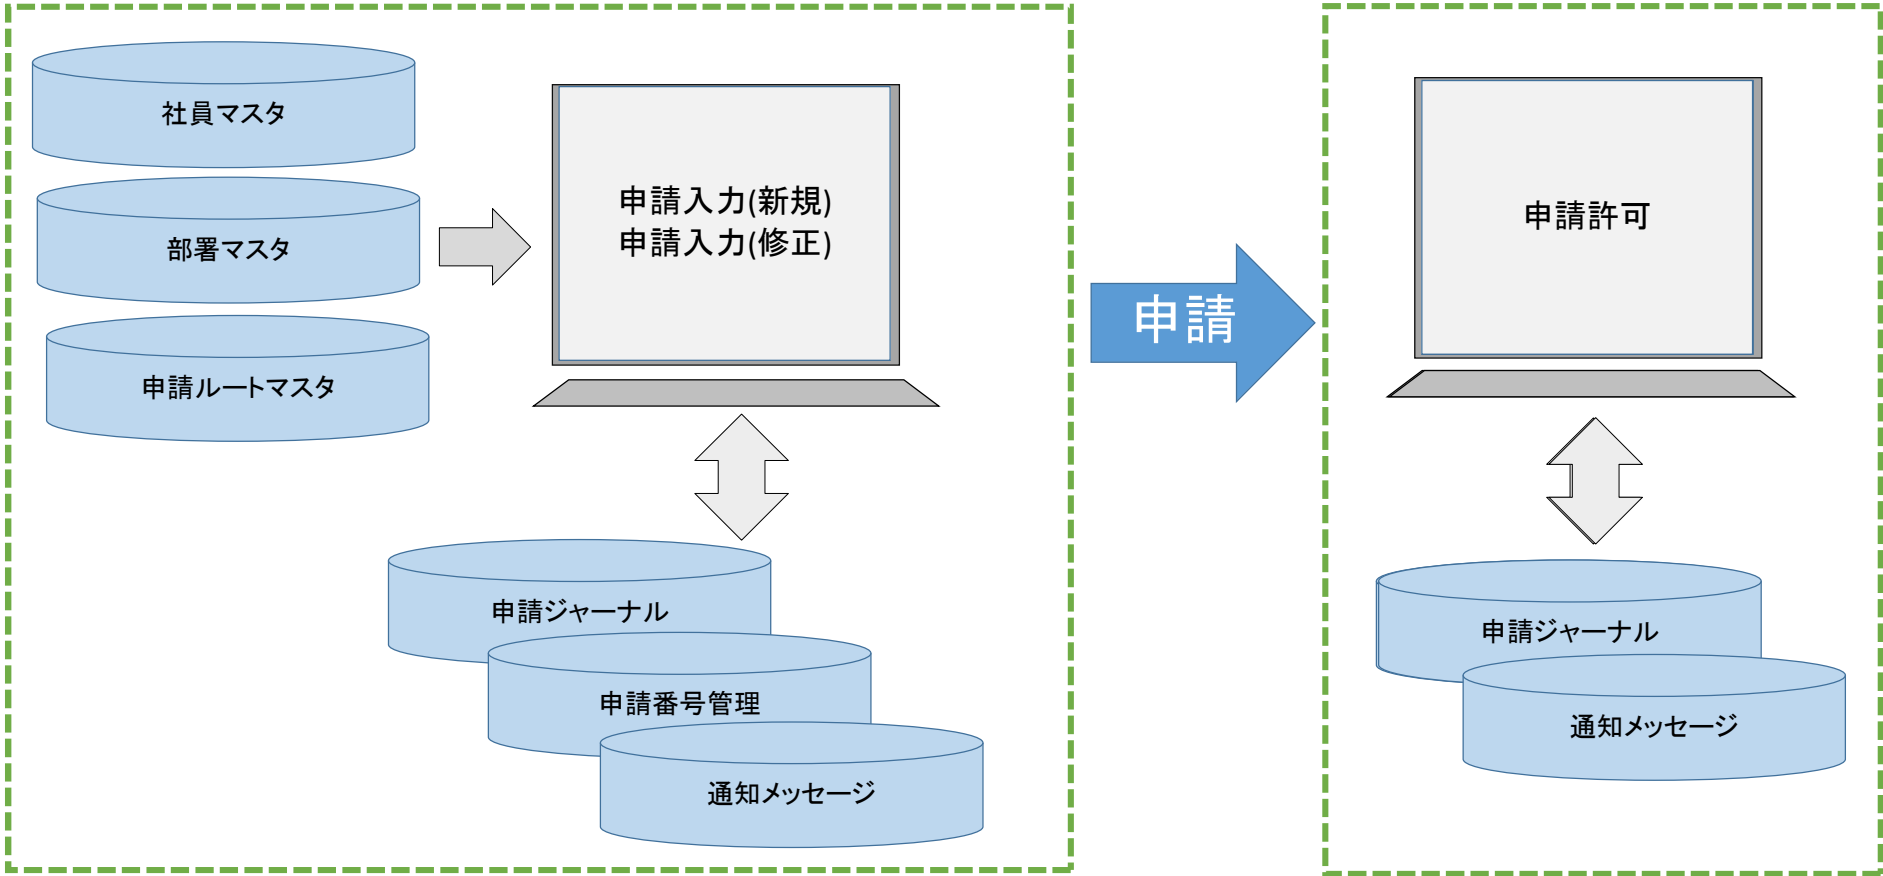 社員マスタ
部署マスタ
申請ルートマスタ
申請入力(新規)
申請入力(修正)
申請ジャーナル
申請番号管理
通知メッセージ
申請
申請許可
申請ジャーナル
通知メッセージ